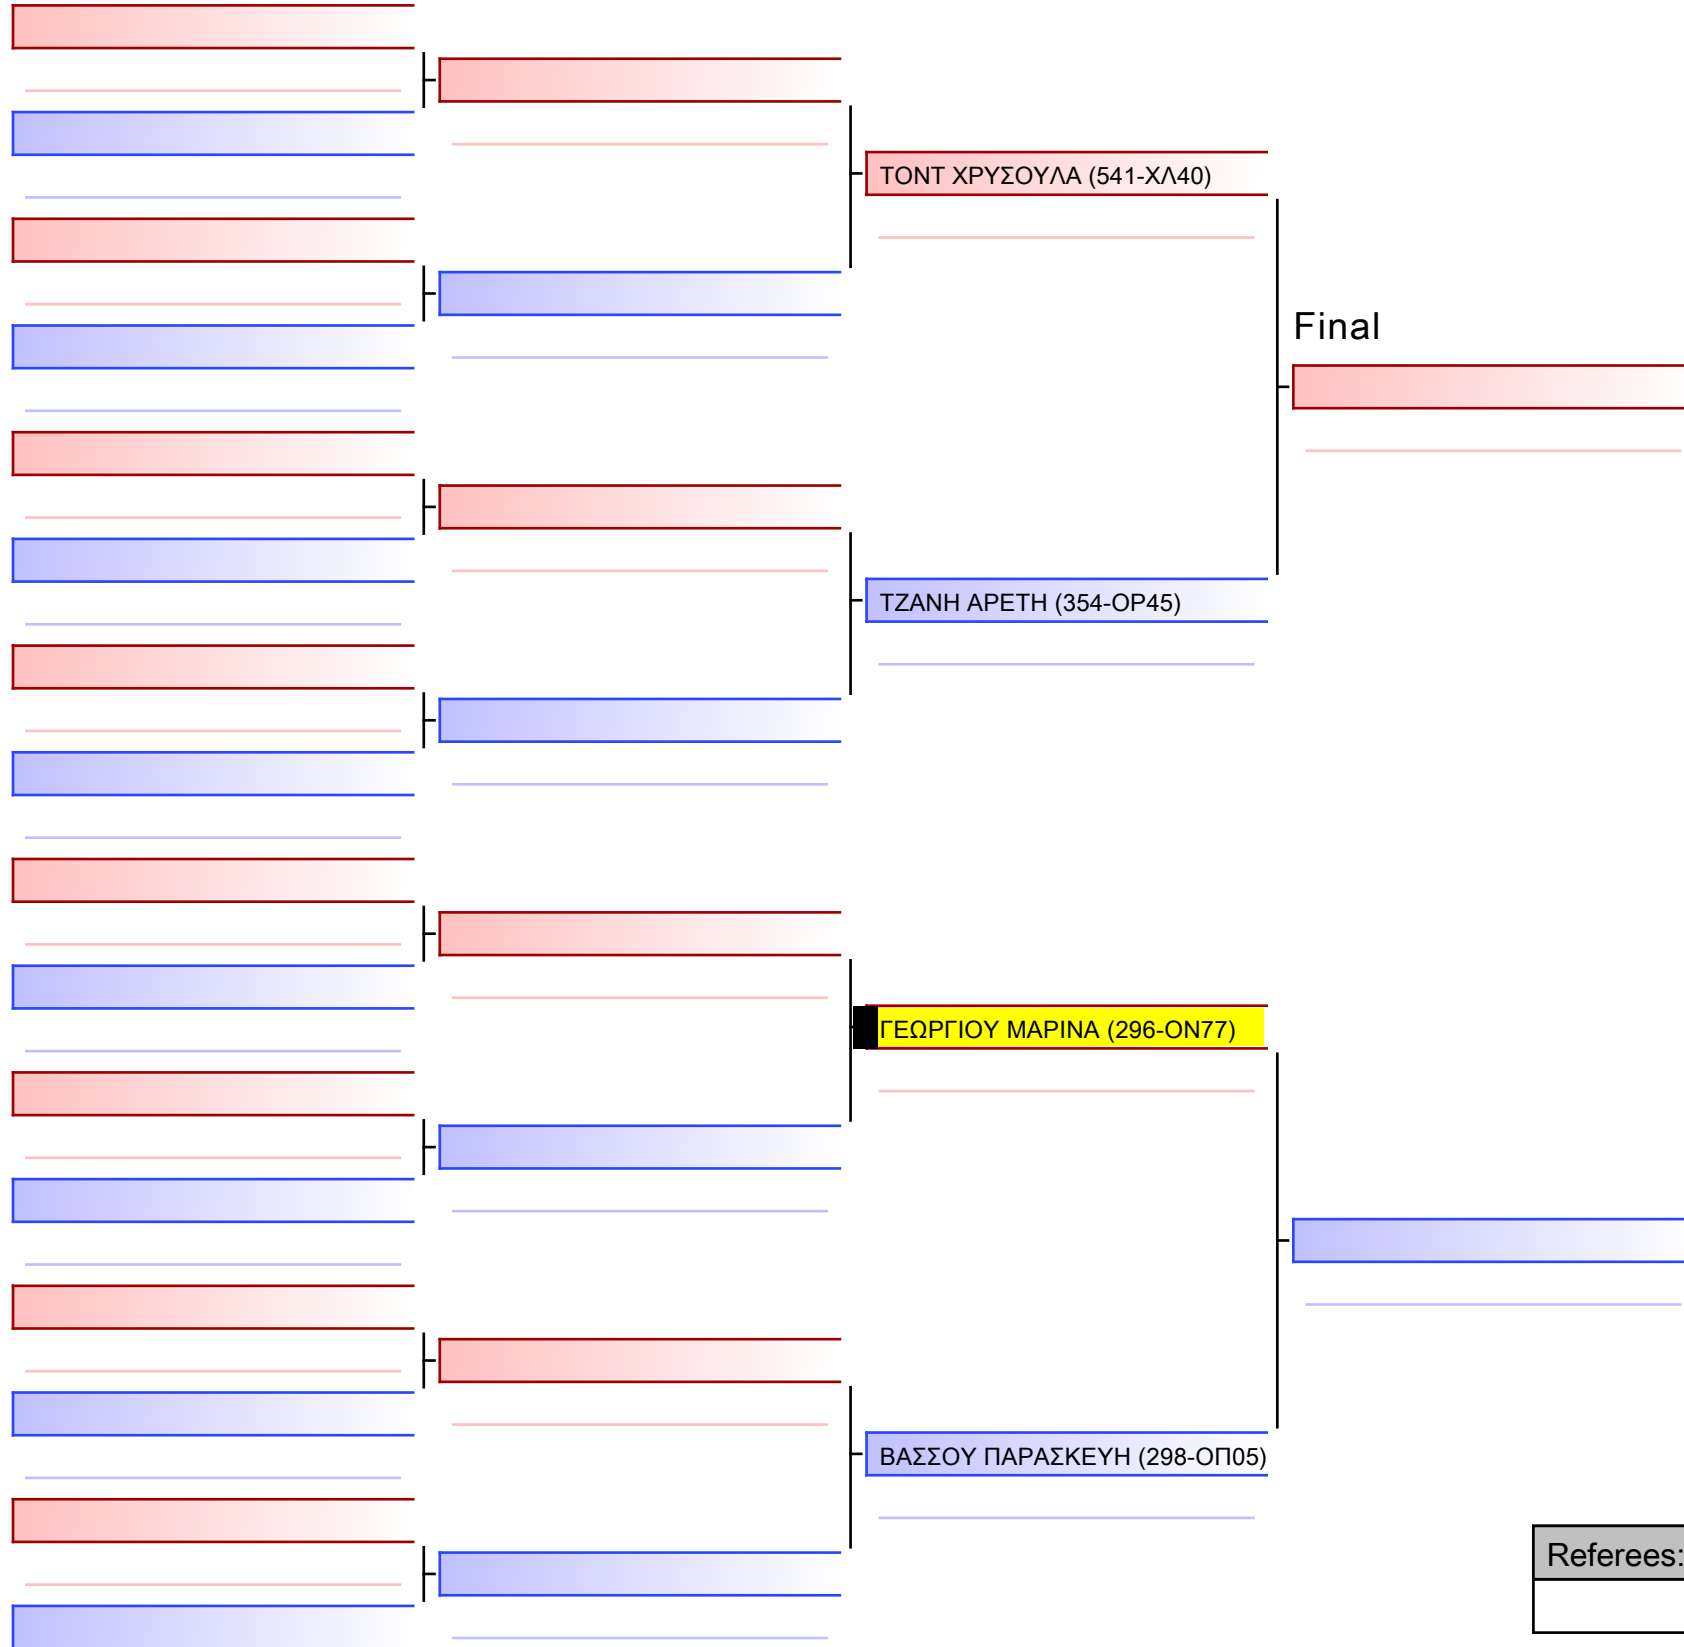 ΤΟΝΤ ΧΡΥΣΟΥΛΑ (541-ΧΛ40)
Final
ΤΖΑΝΗ ΑΡΕΤΗ (354-ΟΡ45)
ΓΕΩΡΓΙΟΥ ΜΑΡΙΝΑ (296-ΟΝ77)
ΒΑΣΣΟΥ ΠΑΡΑΣΚΕΥΗ (298-ΟΠ05)
Referees: